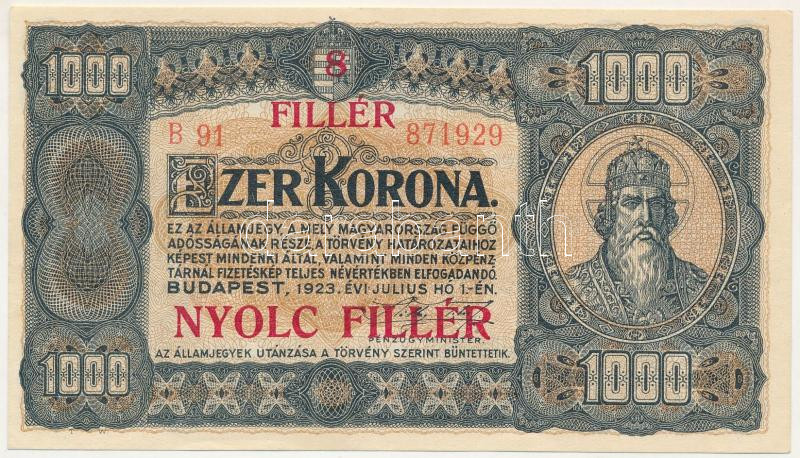 1000
8
1000
FILLÉR
B 91 871929
EZER KORONA.
EZ AZ ÁLLAMJEGY, A MELY MAGYARORSZÁG FÜGGŐ
ADÓSSÁGÁNAK RÉSZE, A TÖRVÉNY HATÁROZATAIHOZ
KÉPEST MINDENKI ÁLTAL, VALAMINT MINDEN KÖZPÉNZ-
TÁRNÁL FIZETÉSKÉP TELJES NÉVÉRTÉKBEN ELFOGADANDÓ.
BUDAPEST, 1923. ÉVI JULIUS HÓ 1.-ÉN.
NYOLC FILLÉR
PÉNZÜGYMINISTER.
AZ ÁLLAMJEGYEK UTÁNZÁSA A TÖRVÉNY SZERINT BÜNTETTETIK.
1000
1000